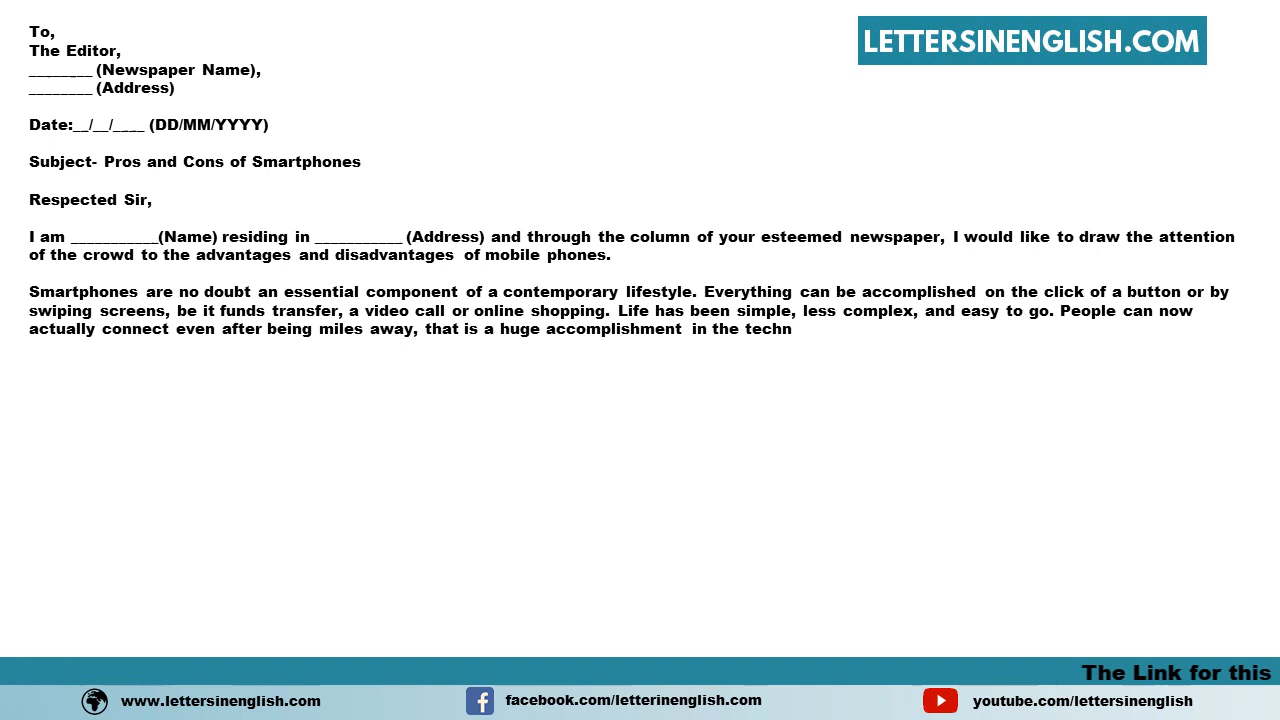 To,
The Editor,
________ (Newspaper Name),
________ (Address)
Date:__/__/____ (DD/MM/YYYY)
Subject- Pros and Cons of Smartphones
Respected Sir,
I am ___________(Name) residing in ___________ (Address) and through the column of your esteemed newspaper, I would like to draw the attention
of the crowd to the advantages and disadvantages of mobile phones.
Smartphones are no doubt an essential component of a contemporary lifestyle. Everything can be accomplished on the click of a button or by
swiping screens, be it funds transfer, a video call or online shopping. Life has been simple, less complex, and easy to go. People can now
actually connect even after being miles away, that is a huge accomplishment in the techn
LETTERSINENGLISH.COM
The Link for this
www.lettersinenglish.com
facebook.com/letterinenglish.com
youtube.com/lettersinenglish